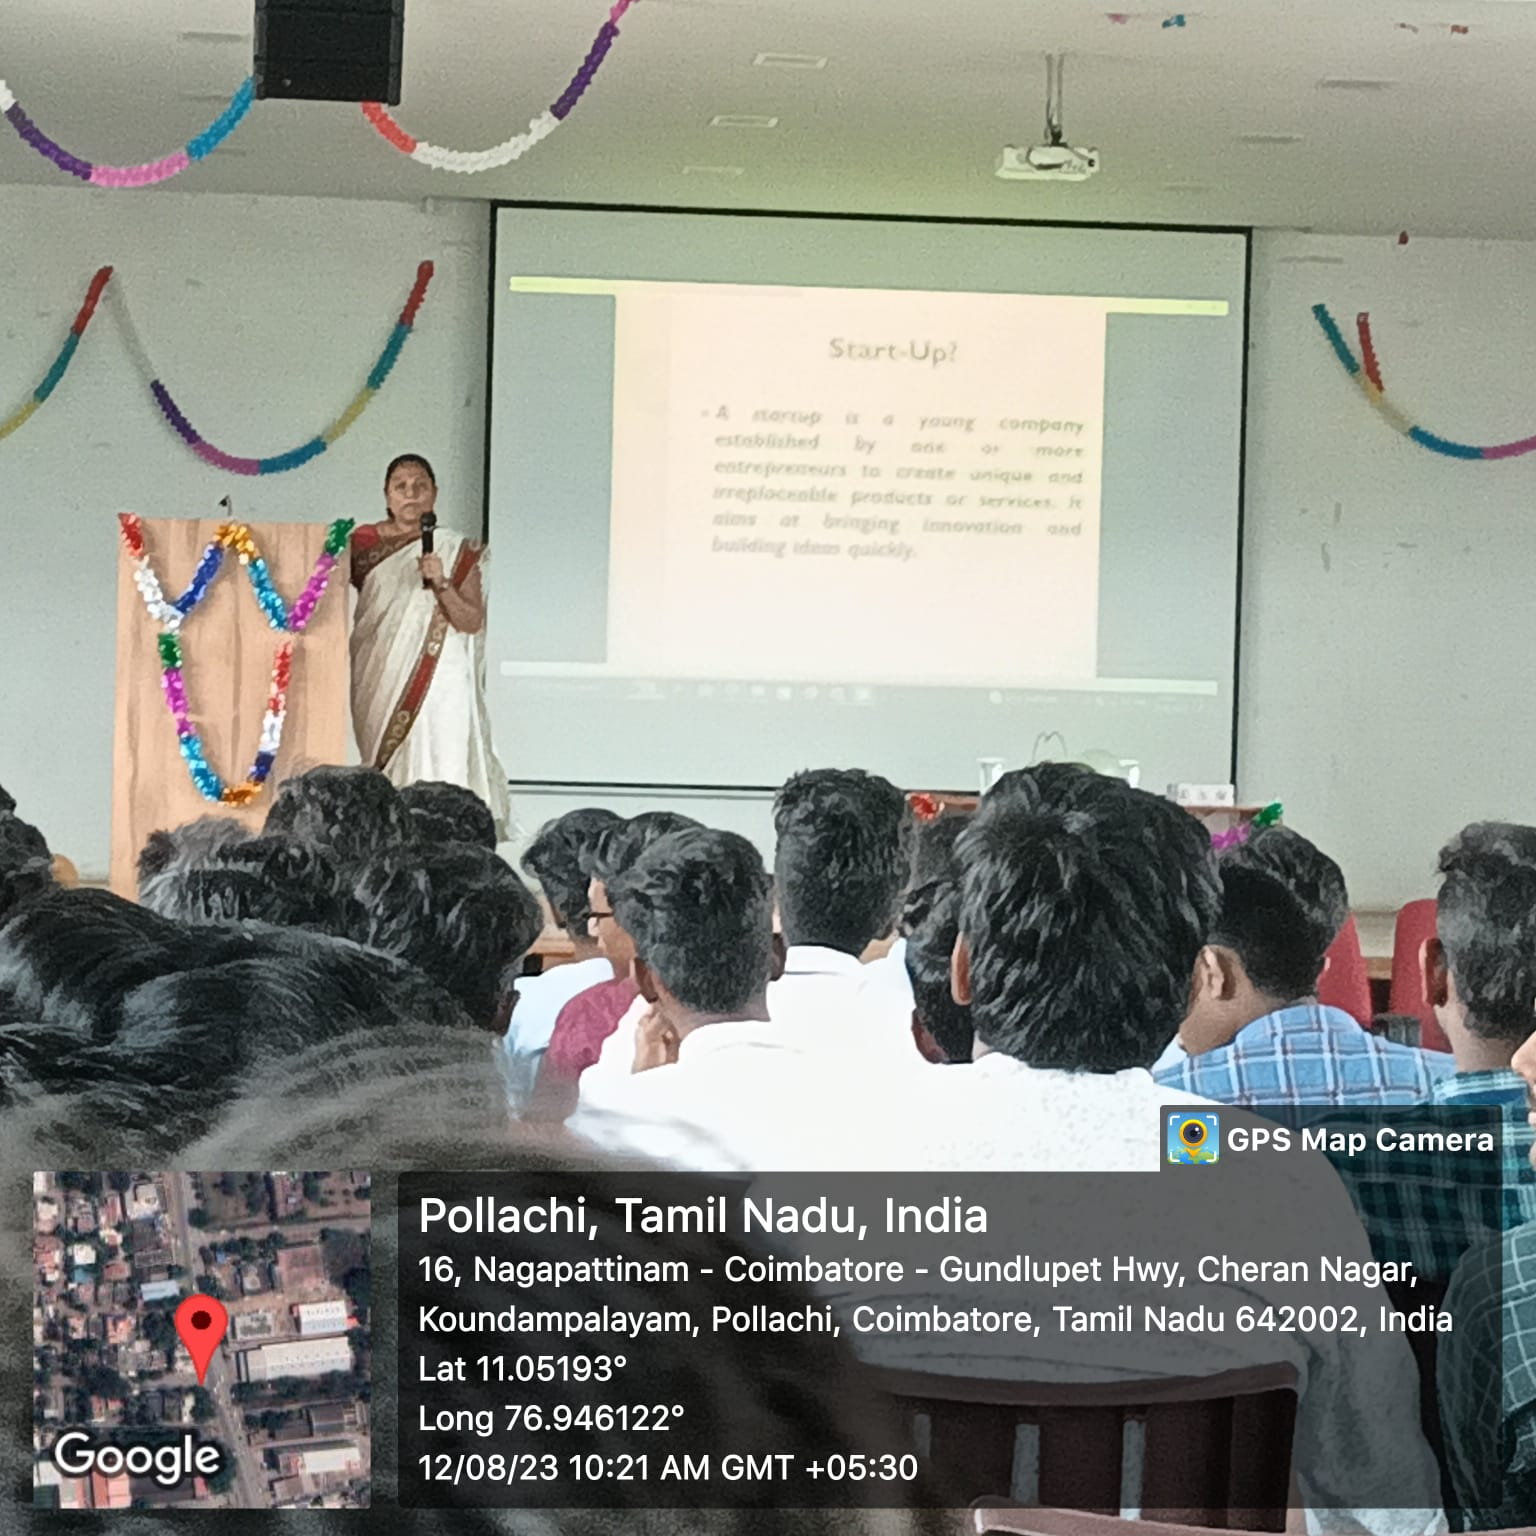 Start-Up?
A startup is a young company
established by one or more
entrepreneurs to create unique and
irreplaceable products or services. It
aims at bringing innovation and
building ideas quickly.
GPS Map Camera
Pollachi, Tamil Nadu, India
16, Nagapattinam - Coimbatore - Gundlupet Hwy, Cheran Nagar,
Koundampalayam, Pollachi, Coimbatore, Tamil Nadu 642002, India
Lat 11.05193°
Long 76.946122°
12/08/23 10:21 AM GMT +05:30
Google